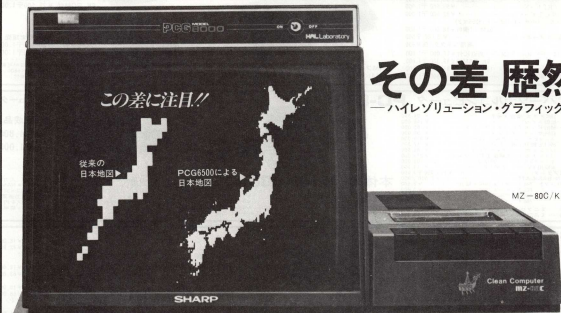 PCG MODEL
ON OFF
HAL Laboratory
その差 歴然
— ハイレゾリューション・グラフィック
この差に注目!!
従来の
日本地図▶
PCG6500による
日本地図▶
MZ-80C/K
Clean Computer
MZ-80C
SHARP